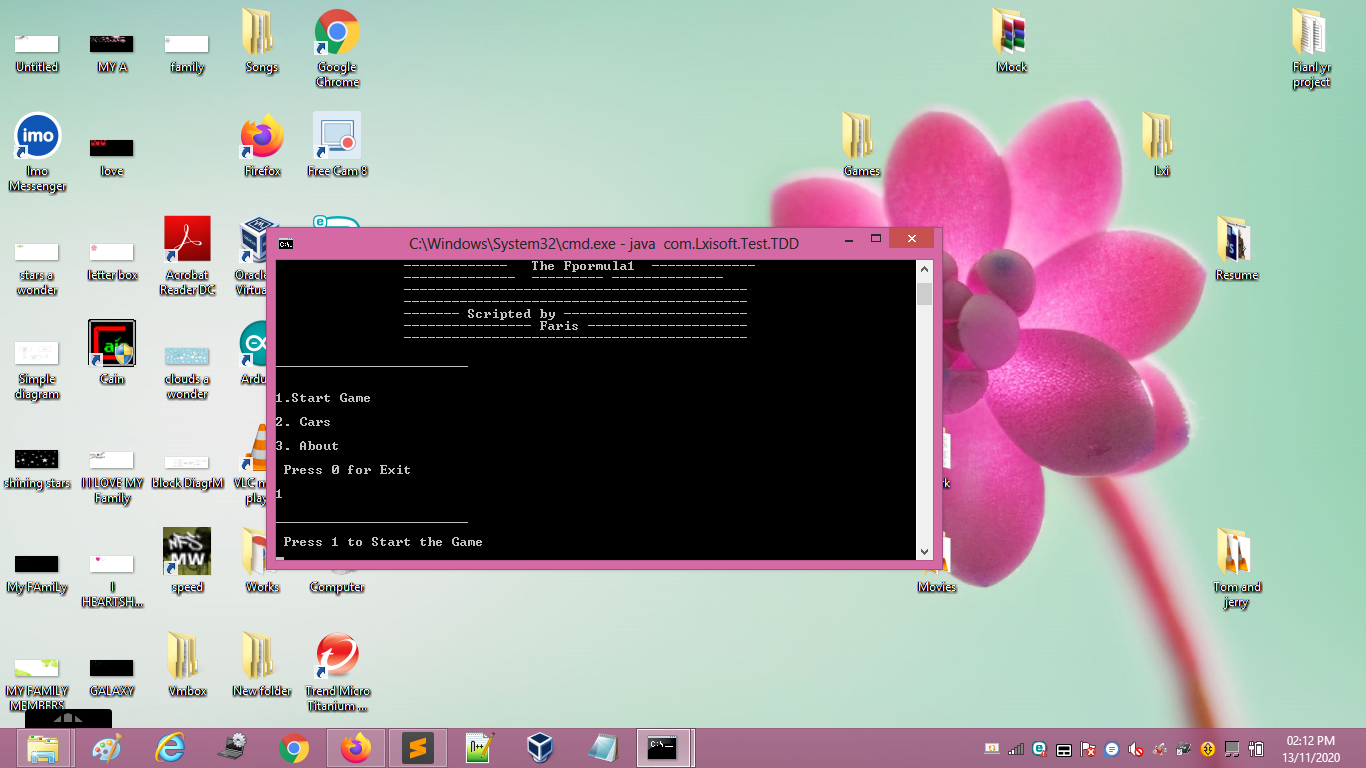 Untitled
MY A
family
Songs
Google
Chrome
Mock
Fianl yr
project
imo
Imo
Messenger
love
Firefox
Free Cam 8
Games
Lxi
stars a
wonder
letter box
Acrobat
Reader DC
Resume
C:\Windows\System32\cmd.exe - java  com.Lxisoft.Test.TDD
-------------   The Fpormula1  -------------
------- Scripted by -----------------------
---------------- Faris --------------------
1.Start Game
2. Cars
3. About
Press 0 for Exit
1
Press 1 to Start the Game
Simple
diagram
Cain
clouds a
wonder
shining stars
I I LOVE MY
Family
block DiagrM
My FAmiLy
I
HEARTSH...
NFS
MW
speed
Works
Computer
Movies
Tom and
jerry
MY FAMILY
MEMBERS
GALAXY
Vmbox
New folder
Trend Micro
Titanium ...
02:12 PM
13/11/2020